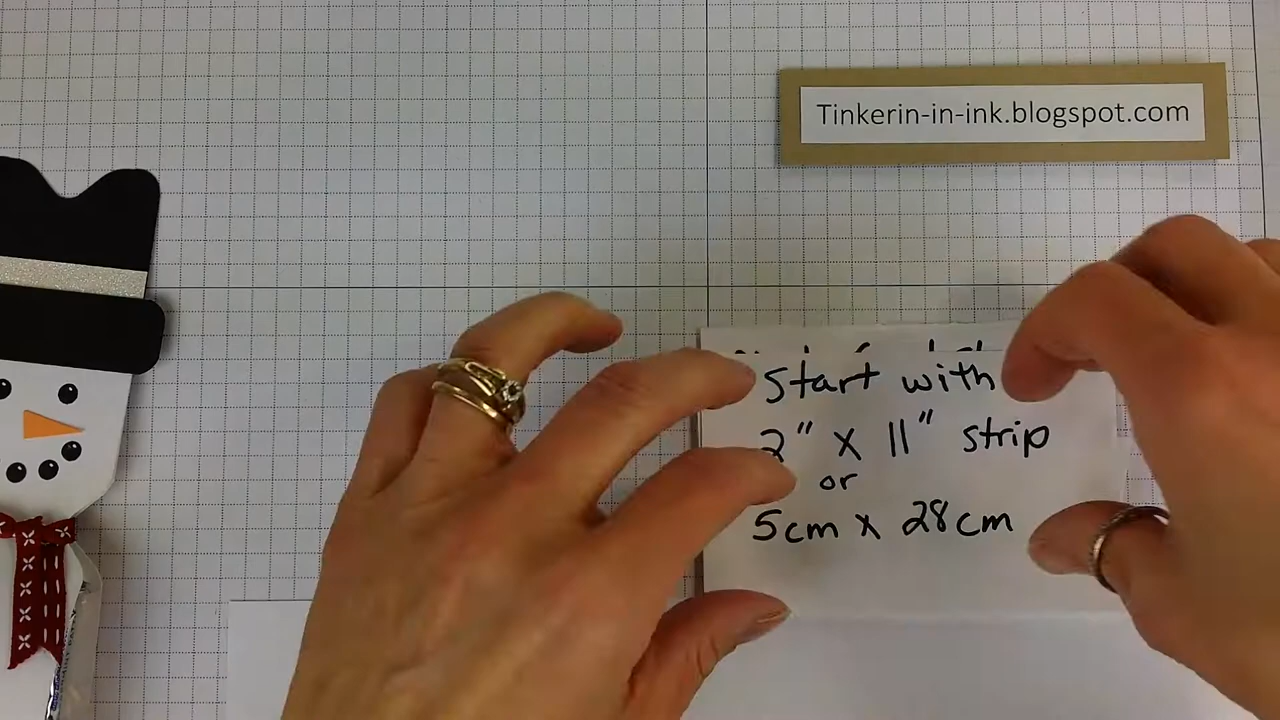 Tinkerin-in-ink.blogspot.com
Start with
2" X 11" strip
or
5cm x 28cm